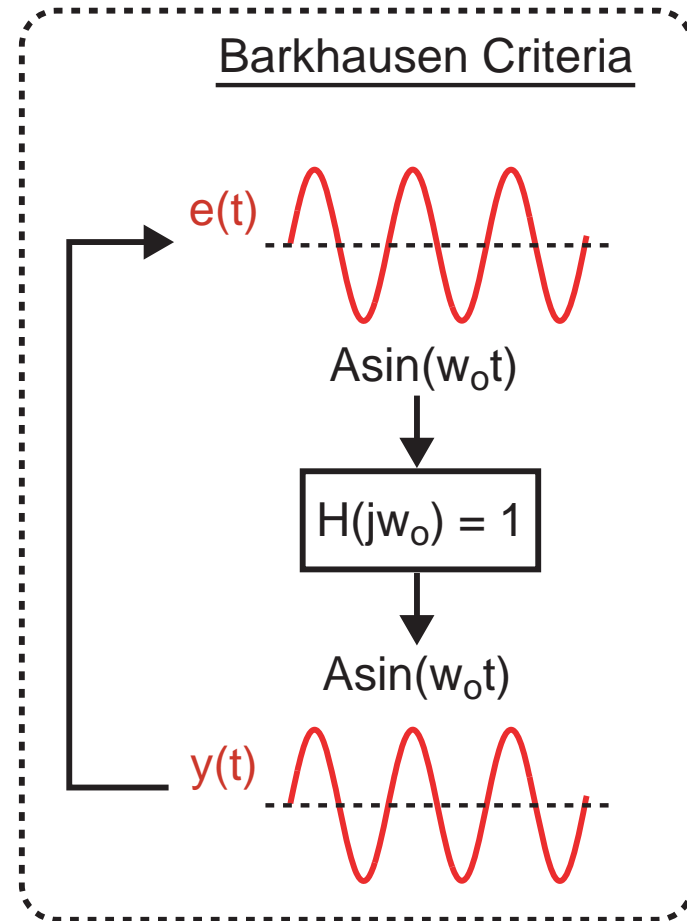 Barkhausen Criteria
e(t)
Asin(wₒt)
H(jwₒ) = 1
Asin(wₒt)
y(t)